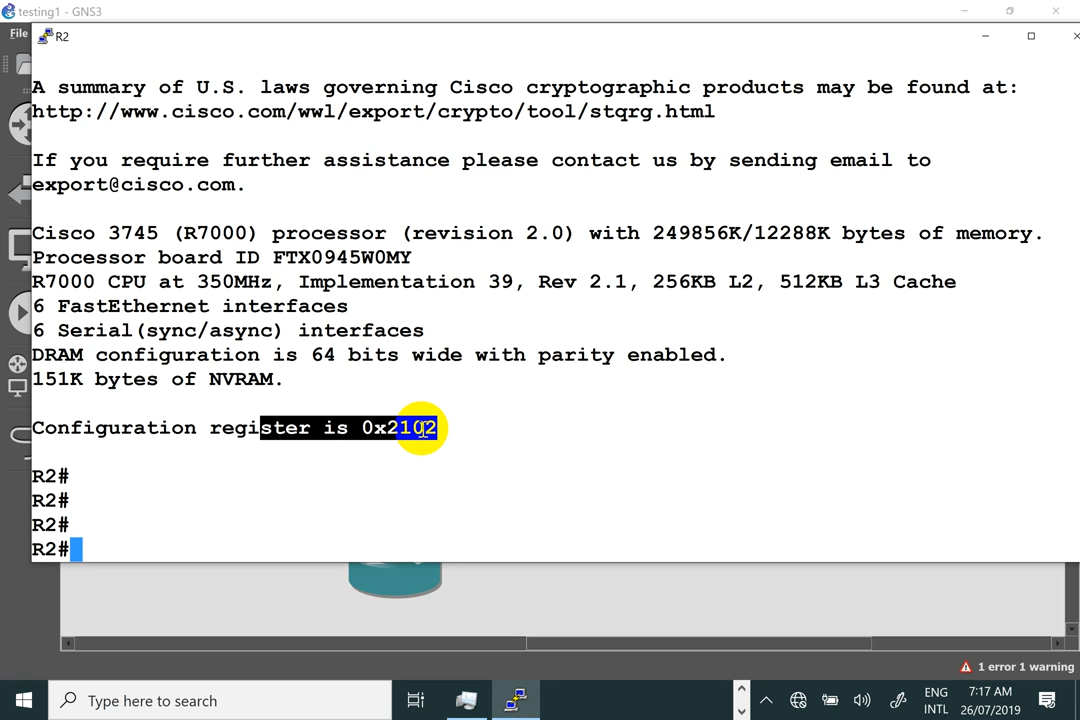 testing1 - GNS3
File
R2
A summary of U.S. laws governing Cisco cryptographic products may be found at:
http://www.cisco.com/wwl/export/crypto/tool/stqrg.html
If you require further assistance please contact us by sending email to
export@cisco.com.
Cisco 3745 (R7000) processor (revision 2.0) with 249856K/12288K bytes of memory.
Processor board ID FTX0945W0MY
R7000 CPU at 350MHz, Implementation 39, Rev 2.1, 256KB L2, 512KB L3 Cache
6 FastEthernet interfaces
6 Serial(sync/async) interfaces
DRAM configuration is 64 bits wide with parity enabled.
151K bytes of NVRAM.
Configuration register is 0x2102
R2#
R2#
R2#
R2#
1 error 1 warning
Type here to search
ENG
INTL
7:17 AM
26/07/2019